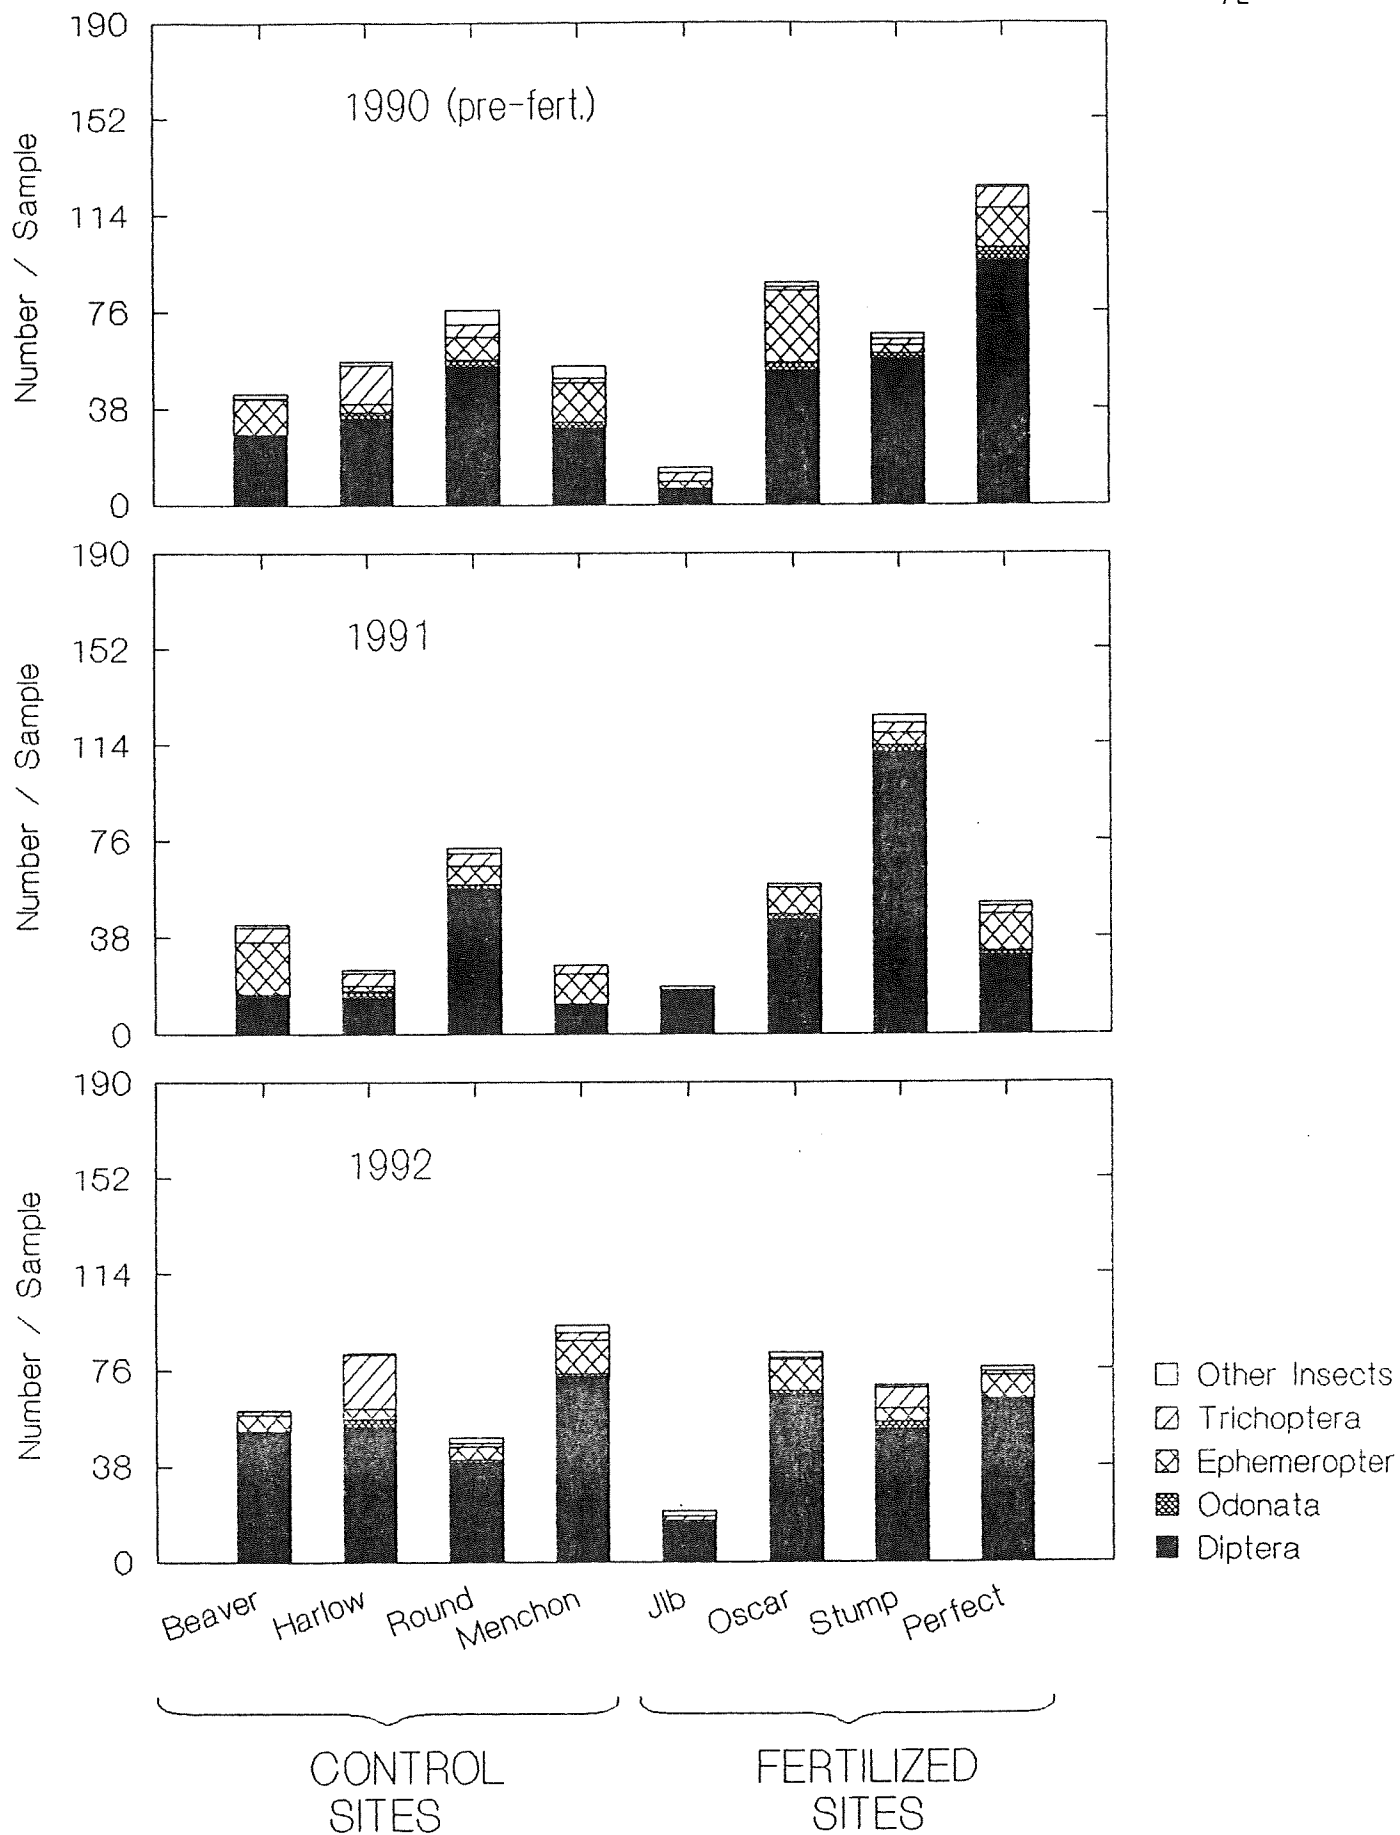 190
152
114
76
38
0
Number / Sample
1990 (pre-fert.)
190
152
114
76
38
0
Number / Sample
1991
190
152
114
76
38
0
Number / Sample
1992
Other Insects
Trichoptera
Ephemeropter
Odonata
Diptera
Beaver
Harlow
Round
Menchon
Jlb
Oscar
Stump
Perfect
CONTROL
SITES
FERTILIZED
SITES